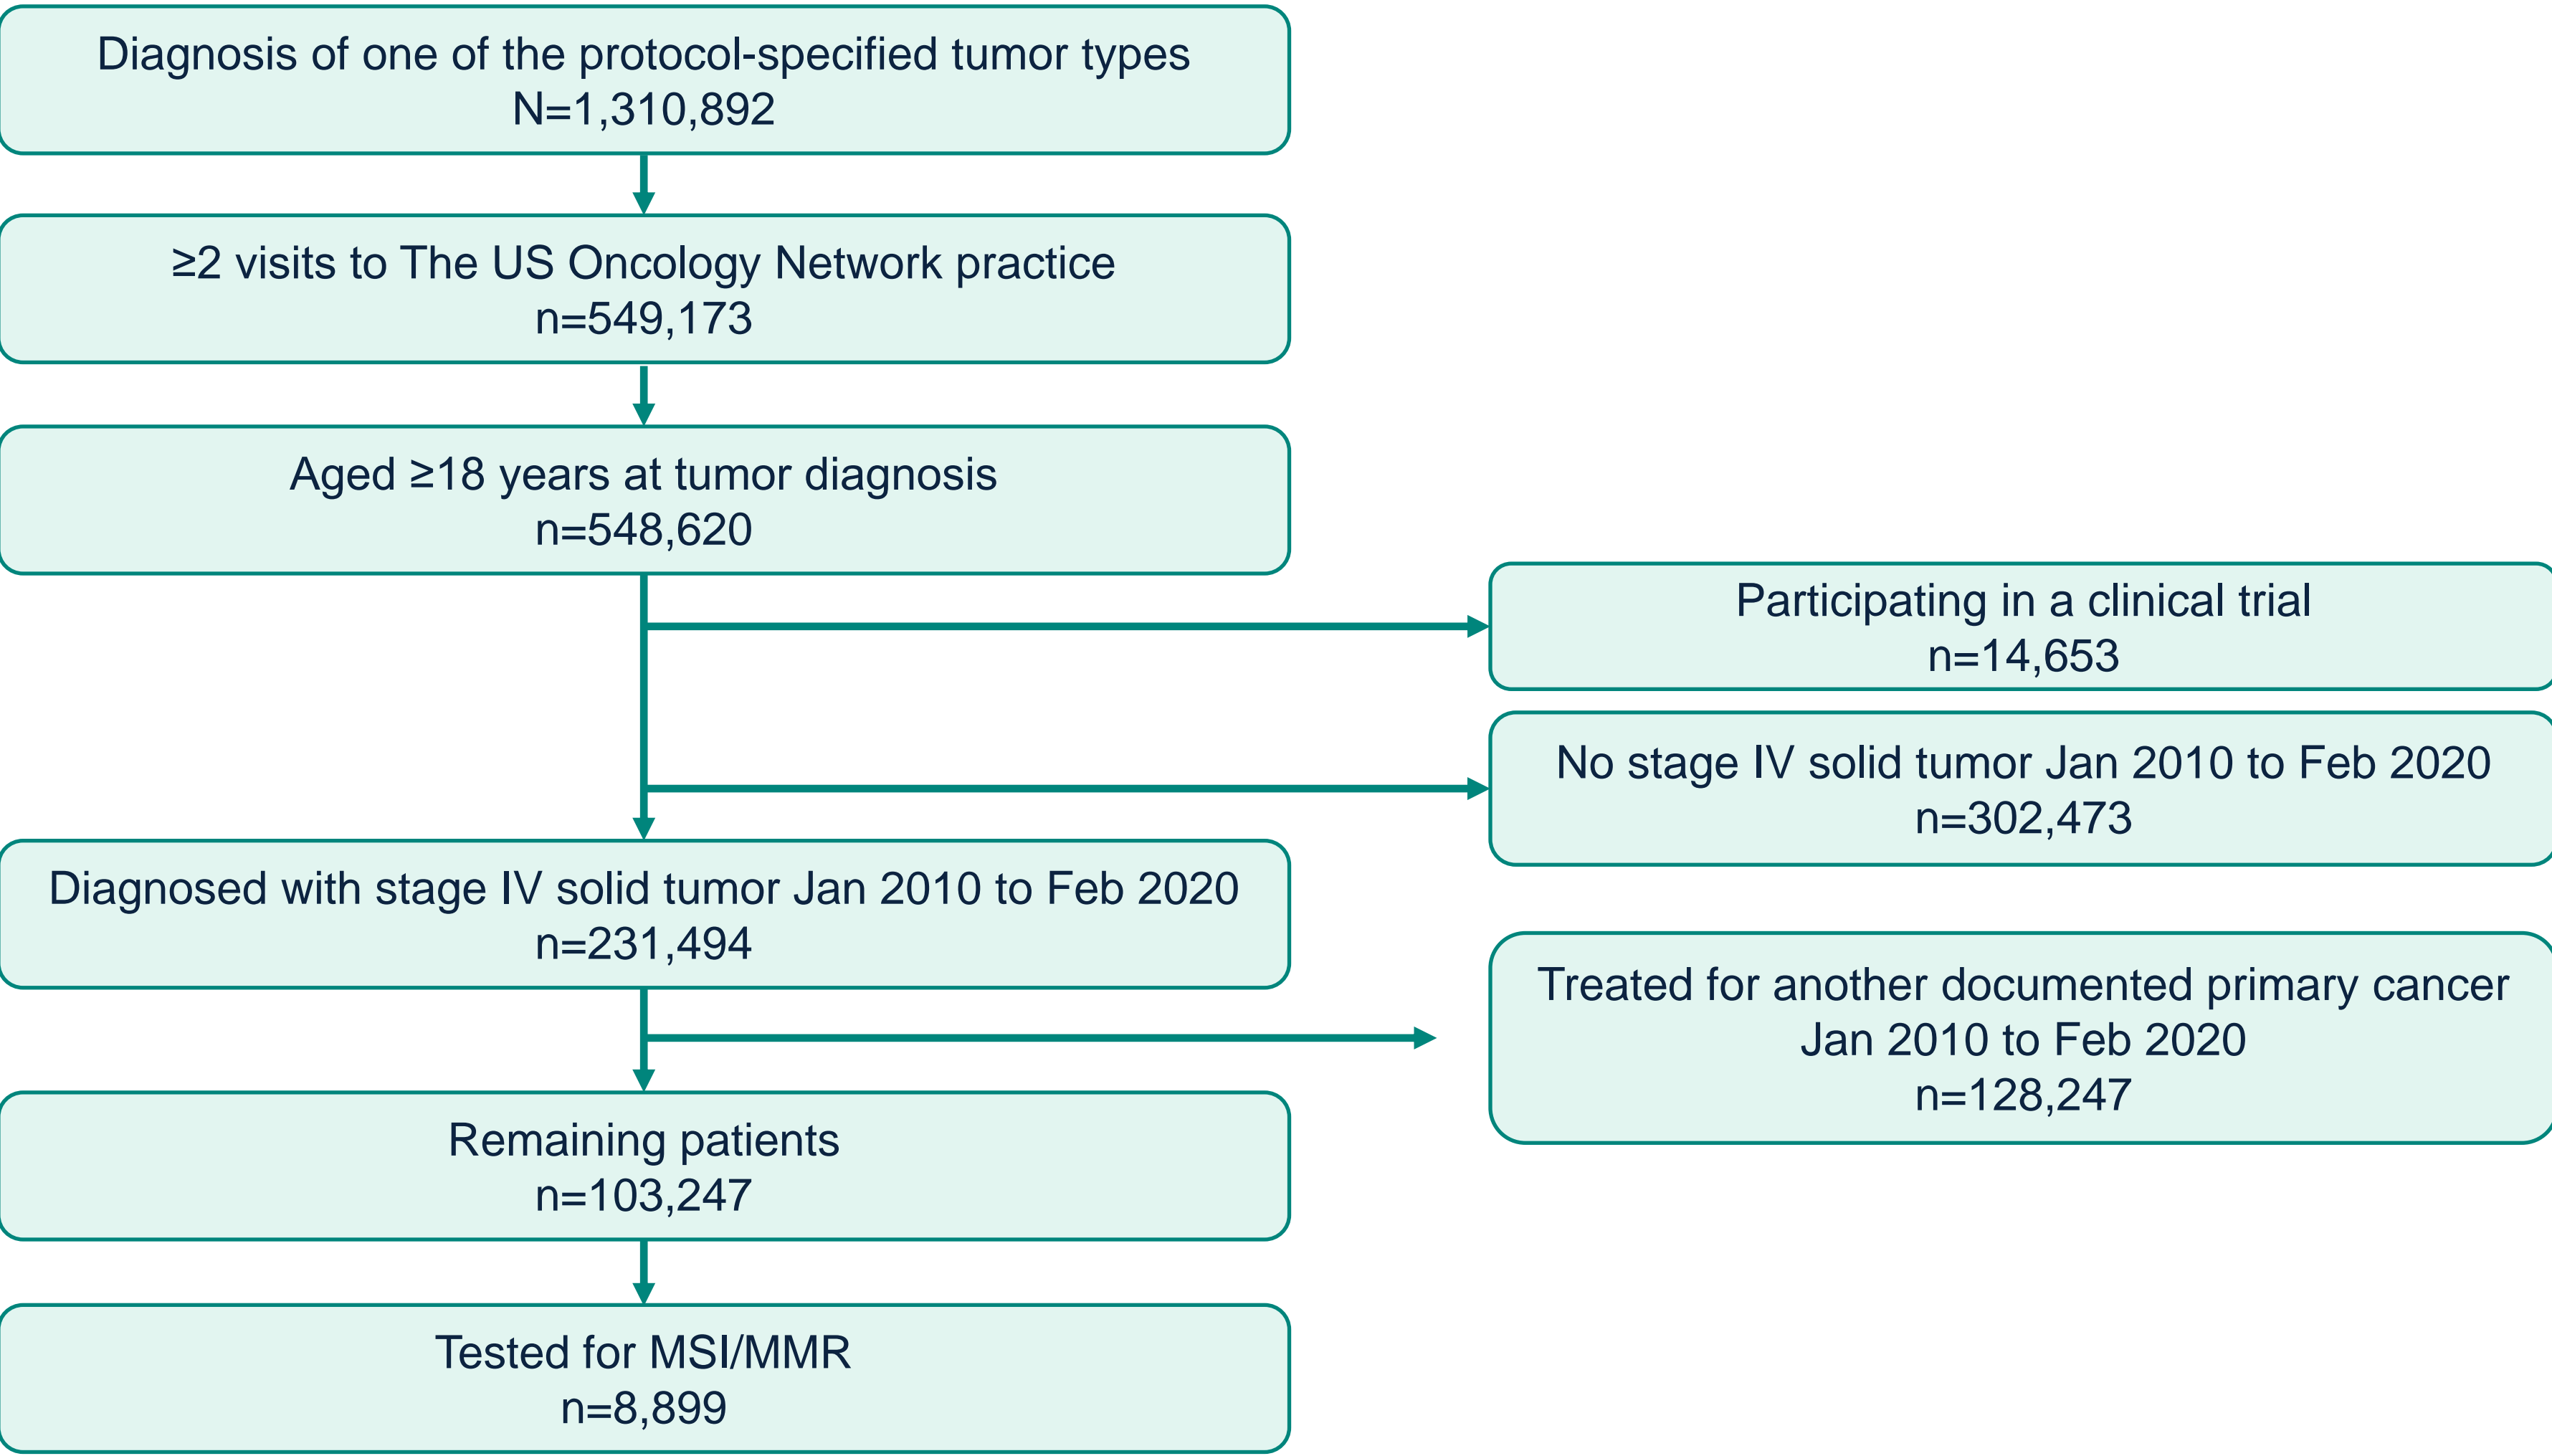 Diagnosis of one of the protocol-specified tumor types
N=1,310,892
≥2 visits to The US Oncology Network practice
n=549,173
Aged ≥18 years at tumor diagnosis
n=548,620
Participating in a clinical trial
n=14,653
No stage IV solid tumor Jan 2010 to Feb 2020
n=302,473
Diagnosed with stage IV solid tumor Jan 2010 to Feb 2020
n=231,494
Treated for another documented primary cancer
Jan 2010 to Feb 2020
n=128,247
Remaining patients
n=103,247
Tested for MSI/MMR
n=8,899